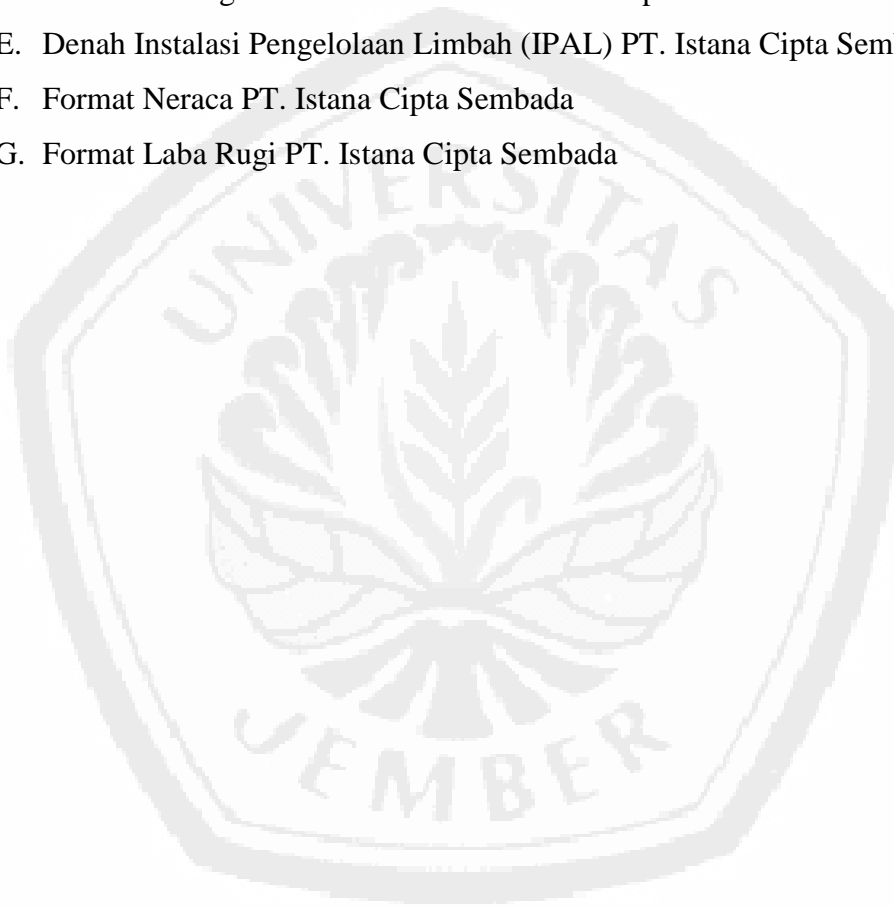 E. Denah Instalasi Pengelolaan Limbah (IPAL) PT. Istana Cipta
F. Format Neraca PT. Istana Cipta Sembada
G. Format Laba Rugi PT. Istana Cipta Sembada
UNIVERSITAS
JEMBER